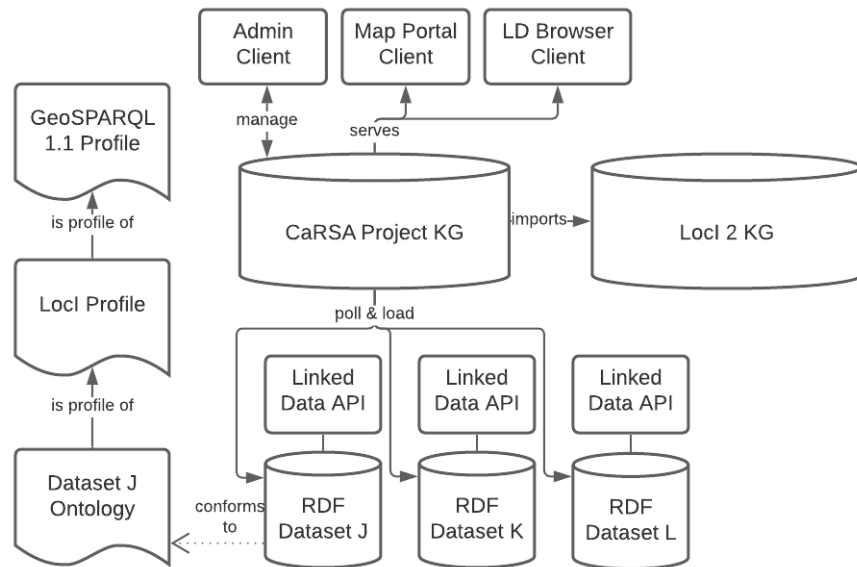 Admin
Client
Map Portal
Client
LD Browser
Client
GeoSPARQL
1.1 Profile
manage
serves
is profile of
CaRSA Project KG
imports
LocI 2 KG
LocI Profile
poll & load
is profile of
Linked
Data API
Linked
Data API
Linked
Data API
Dataset J
Ontology
conforms
to
RDF
Dataset J
RDF
Dataset K
RDF
Dataset L